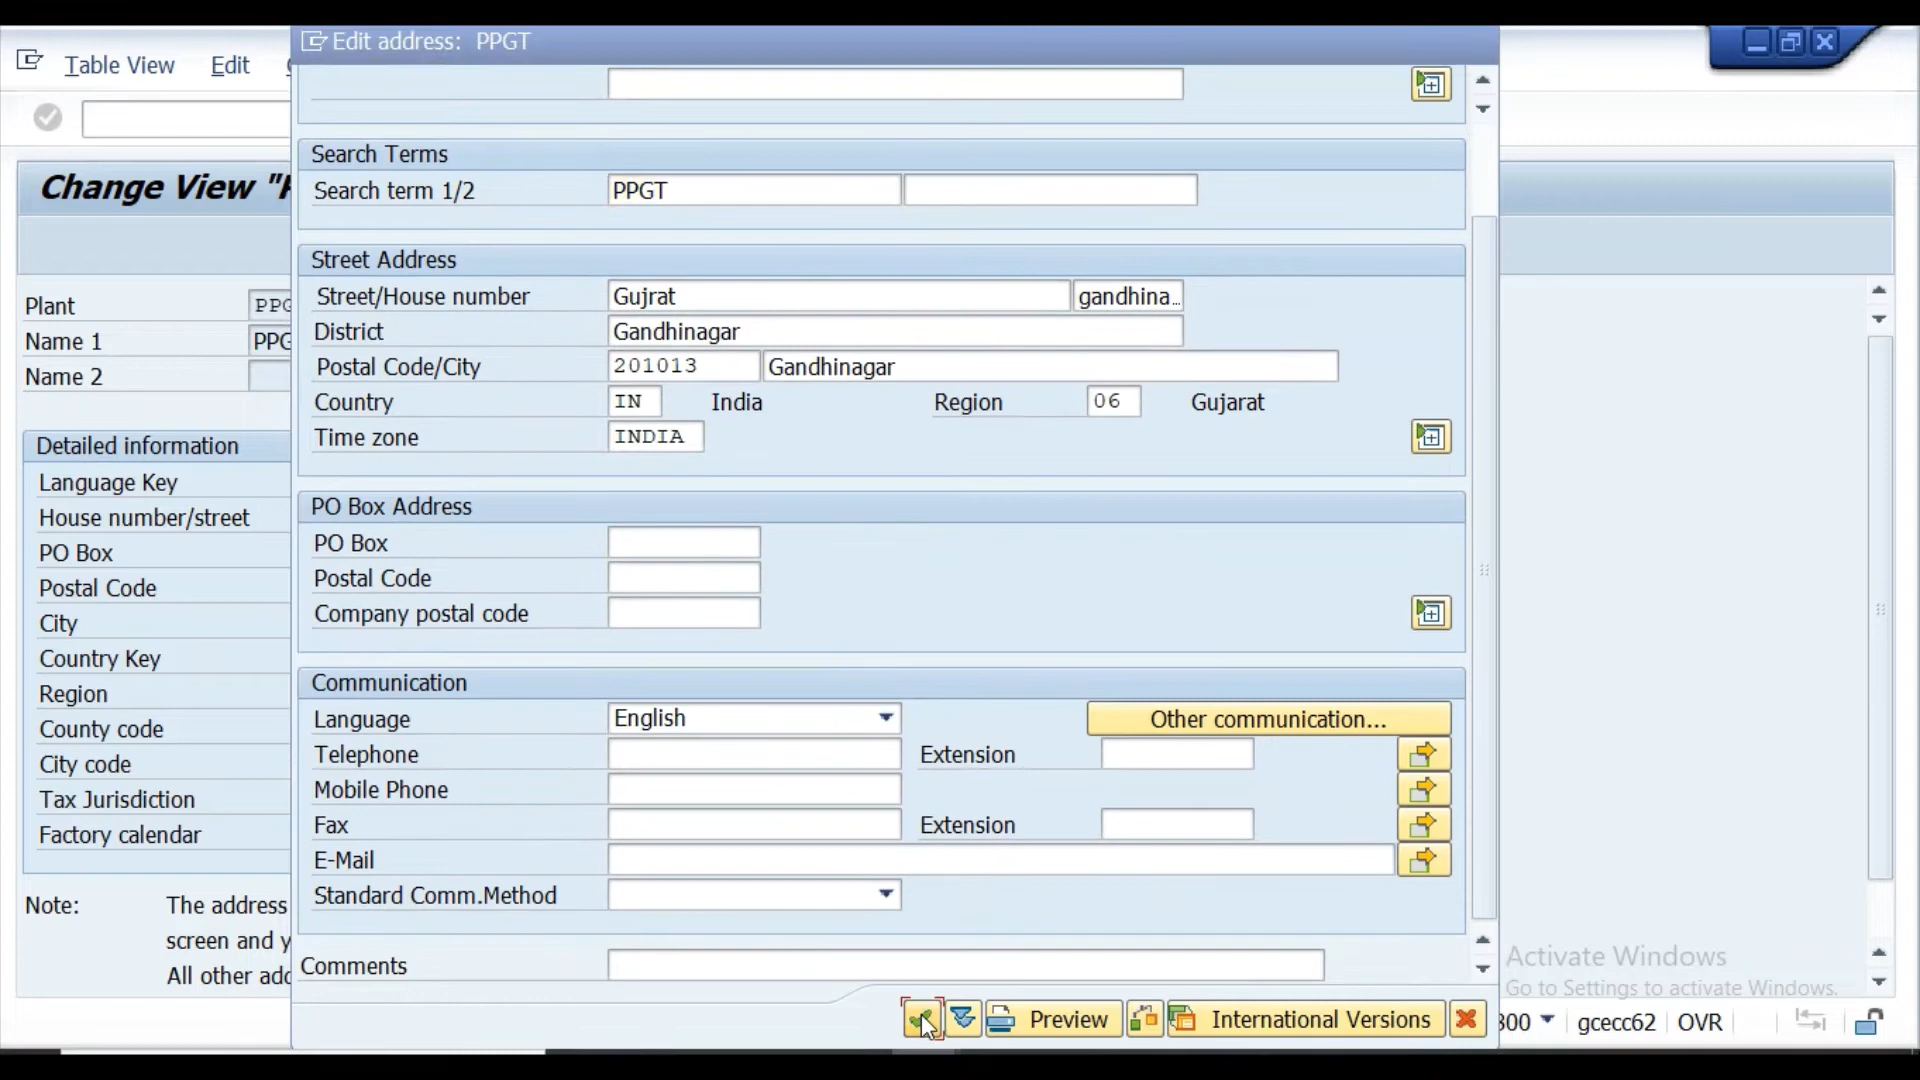 Edit address: PPGT
Table View Edit
Search Terms
Change View "P
Search term 1/2 PPGT
Street Address
Street/House number Gujrat gandhina..
Plant PPG
District Gandhinagar
Name 1 PPG
Postal Code/City 201013 Gandhinagar
Name 2
Country IN India Region 06 Gujarat
Time zone INDIA
Detailed information
Language Key
PO Box Address
House number/street
PO Box
PO Box
Postal Code
Postal Code
Company postal code
City
Country Key
Communication
Region
Language English Other communication...
County code
Telephone Extension
City code
Mobile Phone
Tax Jurisdiction
Fax Extension
Factory calendar
E-Mail
Standard Comm.Method
Note: The address
screen and y
Comments
All other add
Activate Windows
Go to Settings to activate Windows.
Preview International Versions
800 gcecc62 OVR